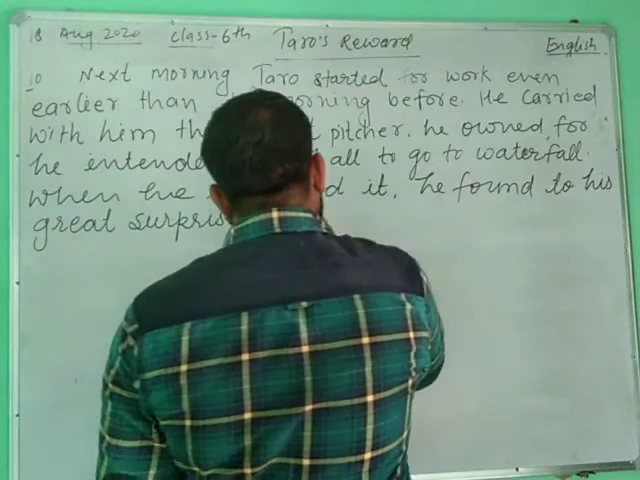 18 Aug 2020 Class-6th Taro's Reward English
10 Next morning Taro started for work even
earlier than morning before. He carried
with him the pitcher, he owned, for
he intende all to go to waterfall.
When he d it, he found to his
great surpris